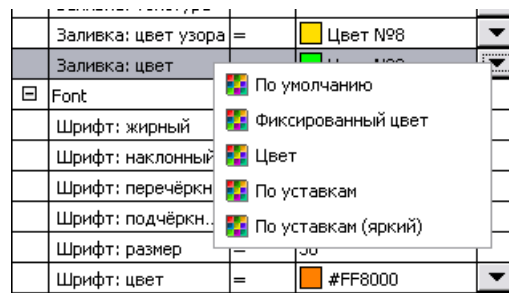 Заливка: цвет узора = Цвет №8
Заливка: цвет
По умолчанию
Font
Фиксированный цвет
Шрифт: жирный
Цвет
Шрифт: наклонный
По уставкам
Шрифт: перечёркн
Шрифт: подчёркн..
По уставкам (яркий)
Шрифт: размер =
Шрифт: цвет = #FF8000